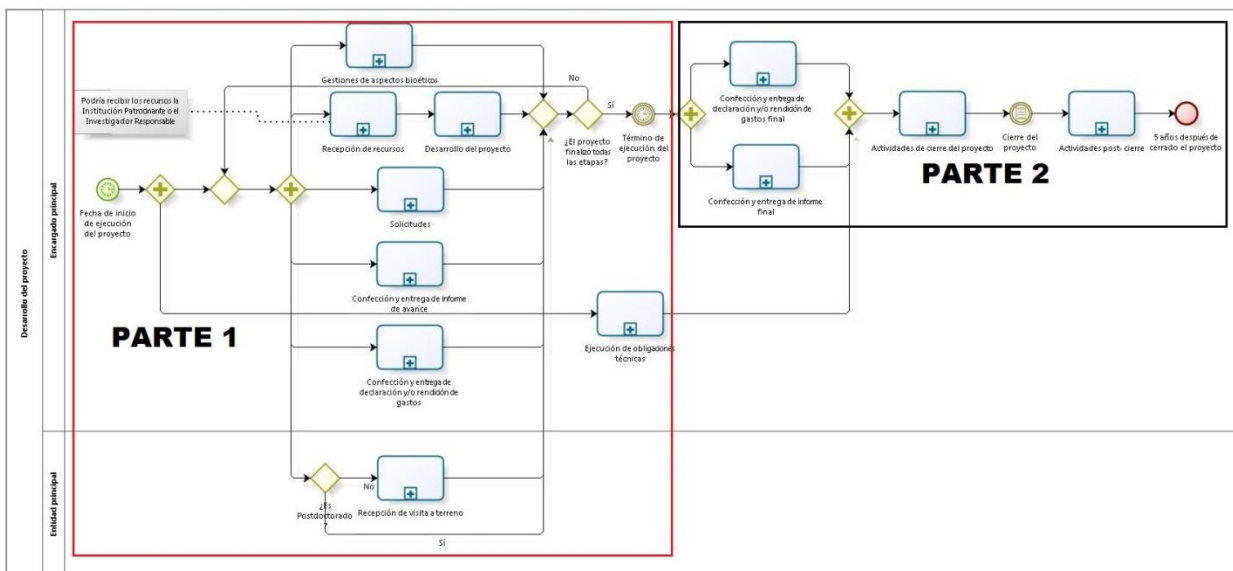 Desarrollo del proyecto
Encargado principal
Entidad principal
Gestiones de aspectos bioéticos
No
Podría recibir los recursos la
Institución Patrocinante o el
Investigador Responsable
Recepción de recursos
Desarrollo del proyecto
¿El proyecto
finalizó todas
las etapas?
Sí
Término de
ejecución del
proyecto
Fecha de inicio
de ejecución
del proyecto
Solicitudes
Confección y entrega de informe
de avance
PARTE 1
Confección y entrega de
declaración y/o rendición de
gastos
Ejecución de obligaciones
técnicas
¿Es
Postdoctorado
?
No
Recepción de visita a terreno
Sí
Confección y entrega de
declaración y/o rendición de
gastos final
Confección y entrega de informe
final
Actividades de cierre del proyecto
Cierre del
proyecto
Actividades post- cierre
5 años después de
cerrado el proyecto
PARTE 2